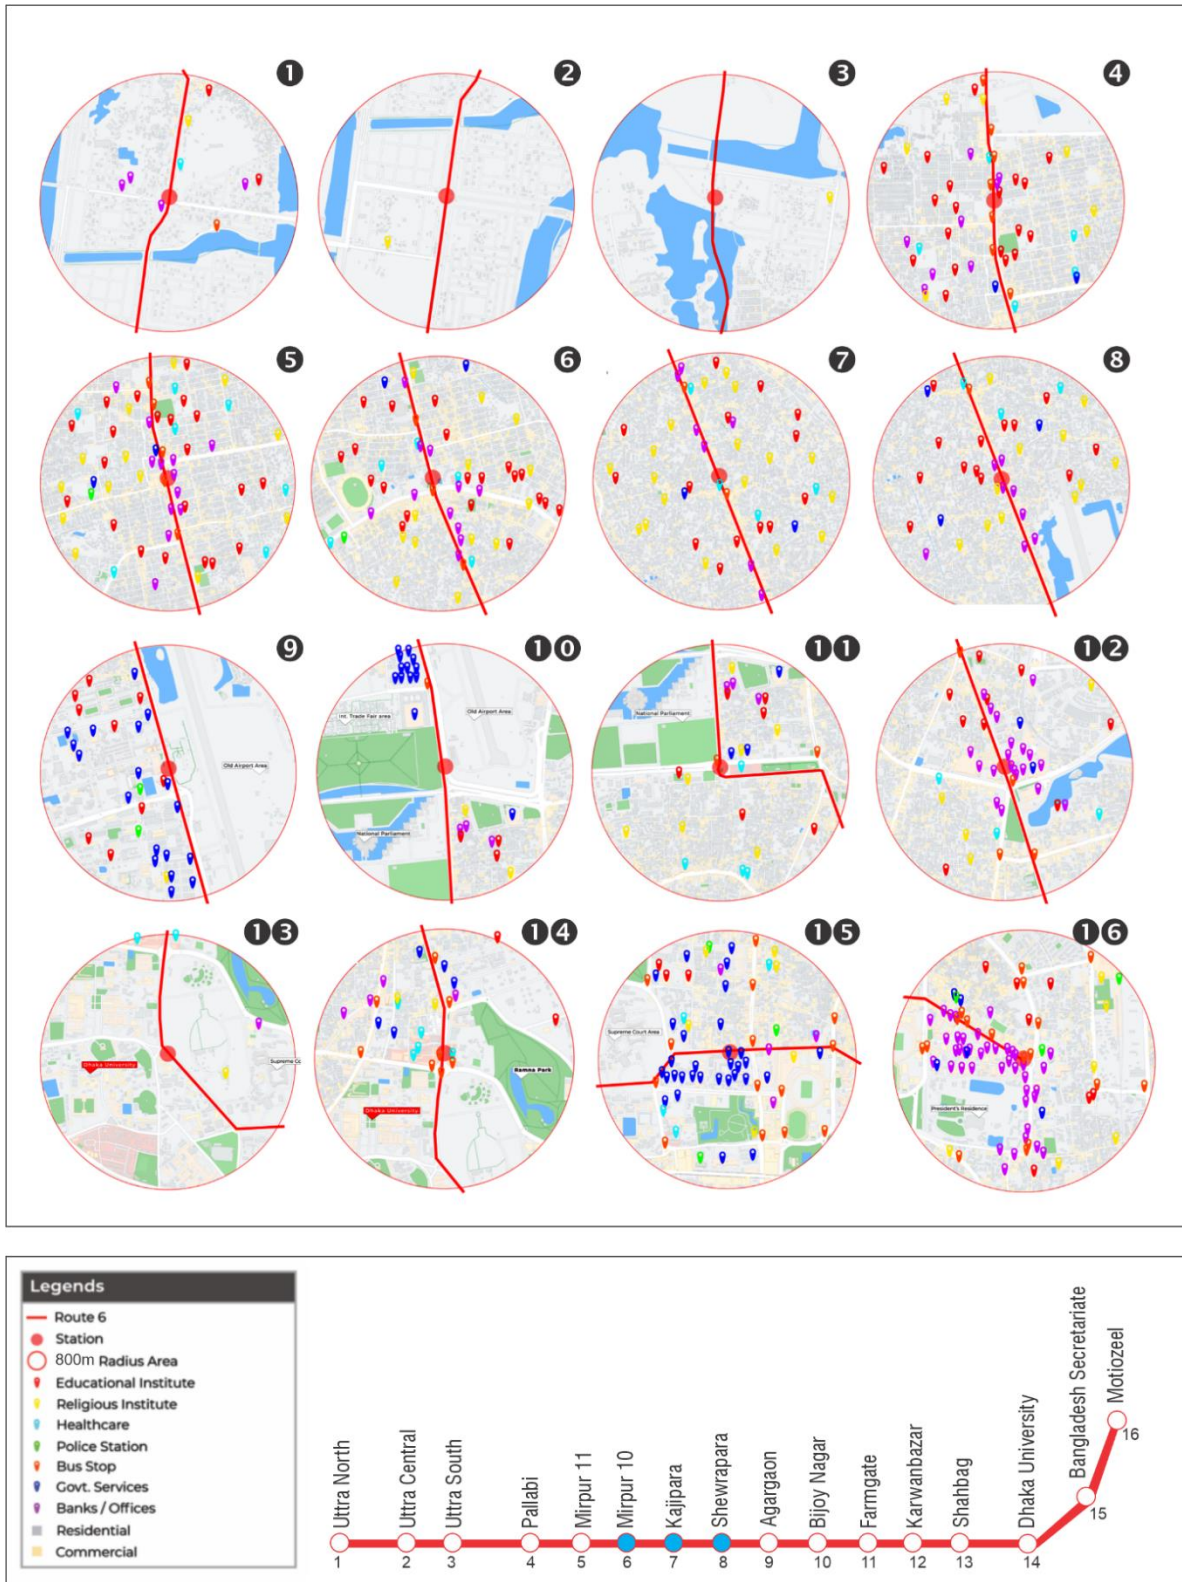 1
2
3
4
5
6
7
8
9
Old Airport Area
10
Int. Trade Fair area
Old Airport Area
National Parliament
11
National Parliament
12
13
Dhaka University
Supreme Co
14
Ramna Park
Dhaka University
15
Supreme Court Area
16
President's Residence
Legends
Route 6
Station
800m Radius Area
Educational Institute
Religious Institute
Healthcare
Police Station
Bus Stop
Govt. Services
Banks / Offices
Residential
Commercial
Uttra North
Uttra Central
Uttra South
Pallabi
Mirpur 11
Mirpur 10
Kajipara
Shewrapara
Agargaon
Bijoy Nagar
Farmgate
Karwanbazar
Shahbag
Dhaka University
Bangladesh Secretariate
Motiozeel
1 2 3 4 5 6 7 8 9 10 11 12 13 14 15 16